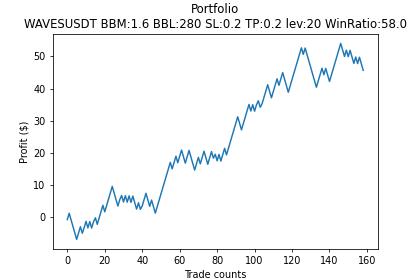 Portfolio
WAVESUSDT BBM:1.6 BBL:280 SL:0.2 TP:0.2 lev:20 WinRatio:58.0
Profit ($)
50
40
30
20
10
0
0 20 40 60 80 100 120 140 160
Trade counts